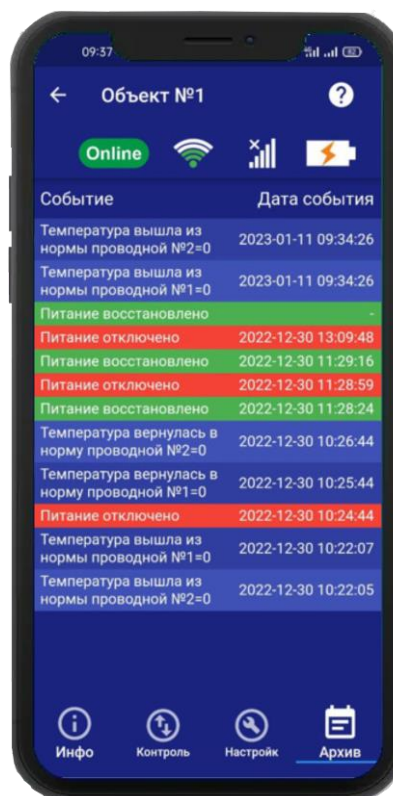 09:37
82
Объект №1
?
Online
Событие Дата события
Температура вышла из
нормы проводной №2=0 2023-01-11 09:34:26
Температура вышла из
нормы проводной №1=0 2023-01-11 09:34:26
Питание восстановлено -
Питание отключено 2022-12-30 13:09:48
Питание восстановлено 2022-12-30 11:29:16
Питание отключено 2022-12-30 11:28:59
Питание восстановлено 2022-12-30 11:28:24
Температура вернулась в
норму проводной №2=0 2022-12-30 10:26:44
Температура вернулась в
норму проводной №1=0 2022-12-30 10:25:44
Питание отключено 2022-12-30 10:24:44
Температура вышла из
нормы проводной №1=0 2022-12-30 10:22:07
Температура вышла из
нормы проводной №2=0 2022-12-30 10:22:05
Инфо Контроль Настройк Архив